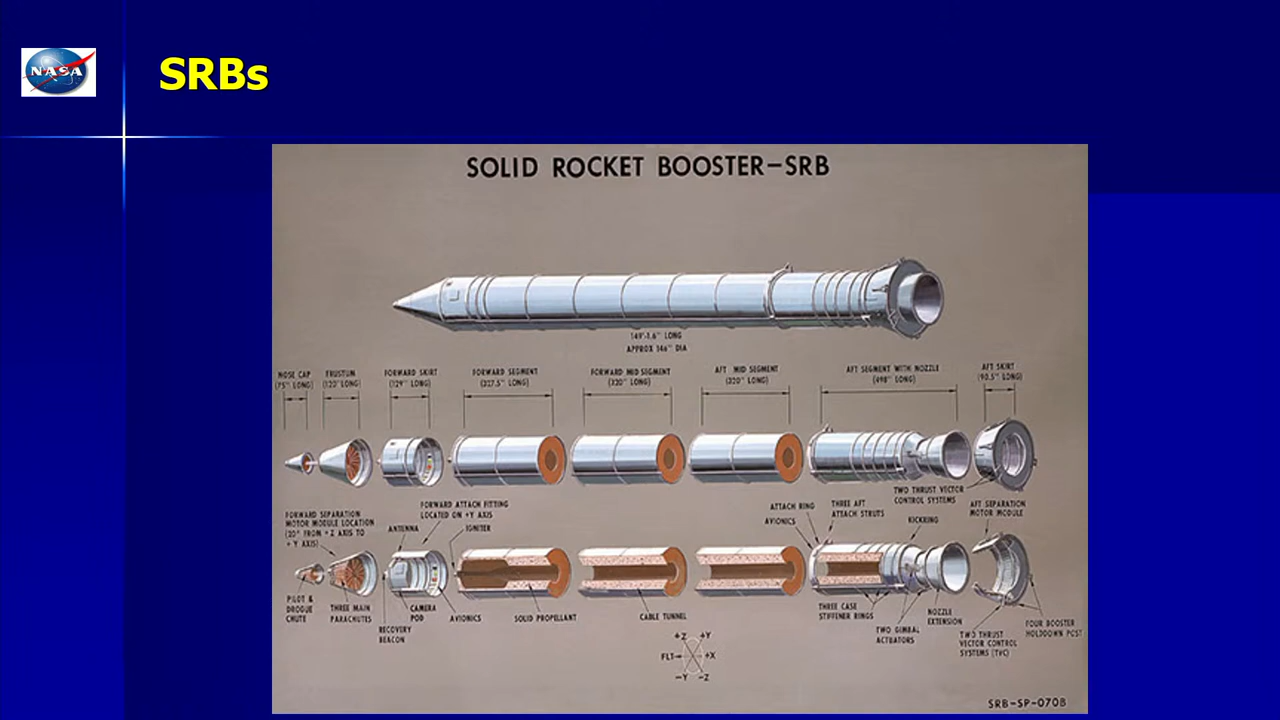 NASA
SRBs
SOLID ROCKET BOOSTER-SRB
149'-1.6" LONG
APPROX 146" DIA
NOSE CAP
(75" LONG)
FRUSTUM
(120" LONG)
FORWARD SKIRT
(129" LONG)
FORWARD SEGMENT
(327.5" LONG)
FORWARD MID SEGMENT
(320" LONG)
AFT MID SEGMENT
(320" LONG)
AFT SEGMENT WITH NOZZLE
(498" LONG)
AFT SKIRT
(90.5" LONG)
FORWARD SEPARATION
MOTOR MODULE LOCATION
(20° FROM +Z AXIS TO
+Y AXIS)
ANTENNA
FORWARD ATTACH FITTING
LOCATED ON +Y AXIS
IGNITER
ATTACH RING
AVIONICS
THREE AFT
ATTACH STRUTS
TWO THRUST VECTOR
CONTROL SYSTEMS
KICKRING
AFT SEPARATION
MOTOR MODULE
PILOT &
DROGUE
CHUTE
THREE MAIN
PARACHUTES
RECOVERY
BEACON
CAMERA
POD
AVIONICS
SOLID PROPELLANT
CABLE TUNNEL
THREE CASE
STIFFENER RINGS
TWO GIMBAL
ACTUATORS
NOZZLE
EXTENSION
TWO THRUST
VECTOR CONTROL
SYSTEMS (TVC)
FOUR BOOSTER
HOLDDOWN POST
+Z +Y
FLT +X
-Y -Z
SRB-SP-070B